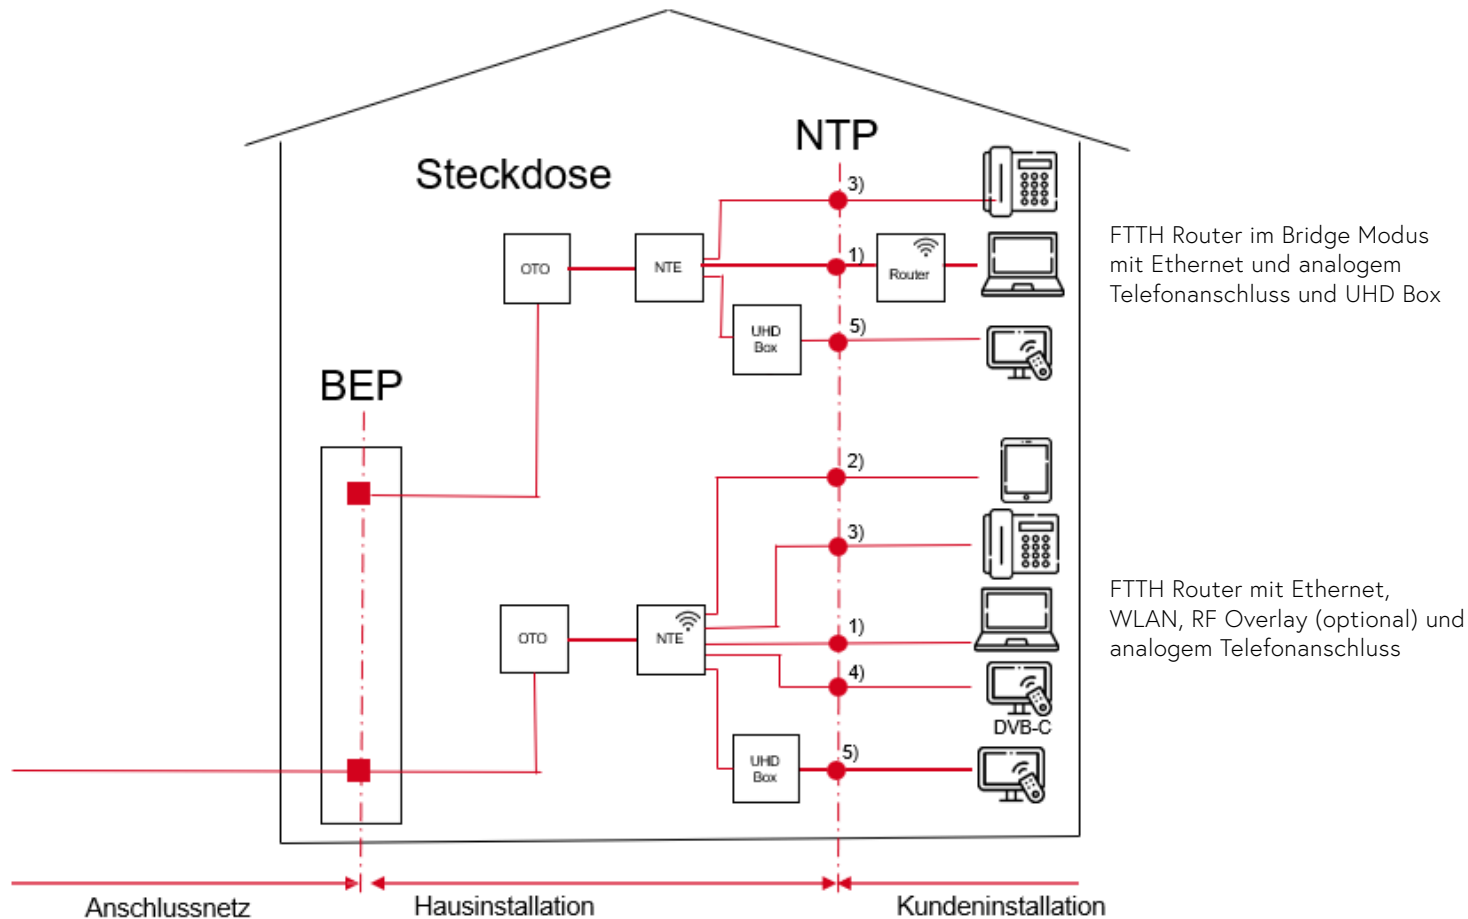 NTP
Steckdose
3)
OTO
NTE
1)
Router
FTTH Router im Bridge Modus
mit Ethernet und analogem
Telefonanschluss und UHD Box
UHD
Box
5)
BEP
2)
3)
OTO
NTE
1)
FTTH Router mit Ethernet,
WLAN, RF Overlay (optional) und
analogem Telefonanschluss
4)
DVB-C
UHD
Box
5)
Anschlussnetz
Hausinstallation
Kundeninstallation